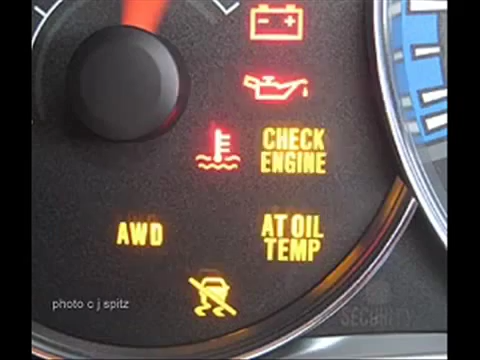 CHECK
ENGINE
AWD
AT OIL
TEMP
photo c j spitz
SECURITY